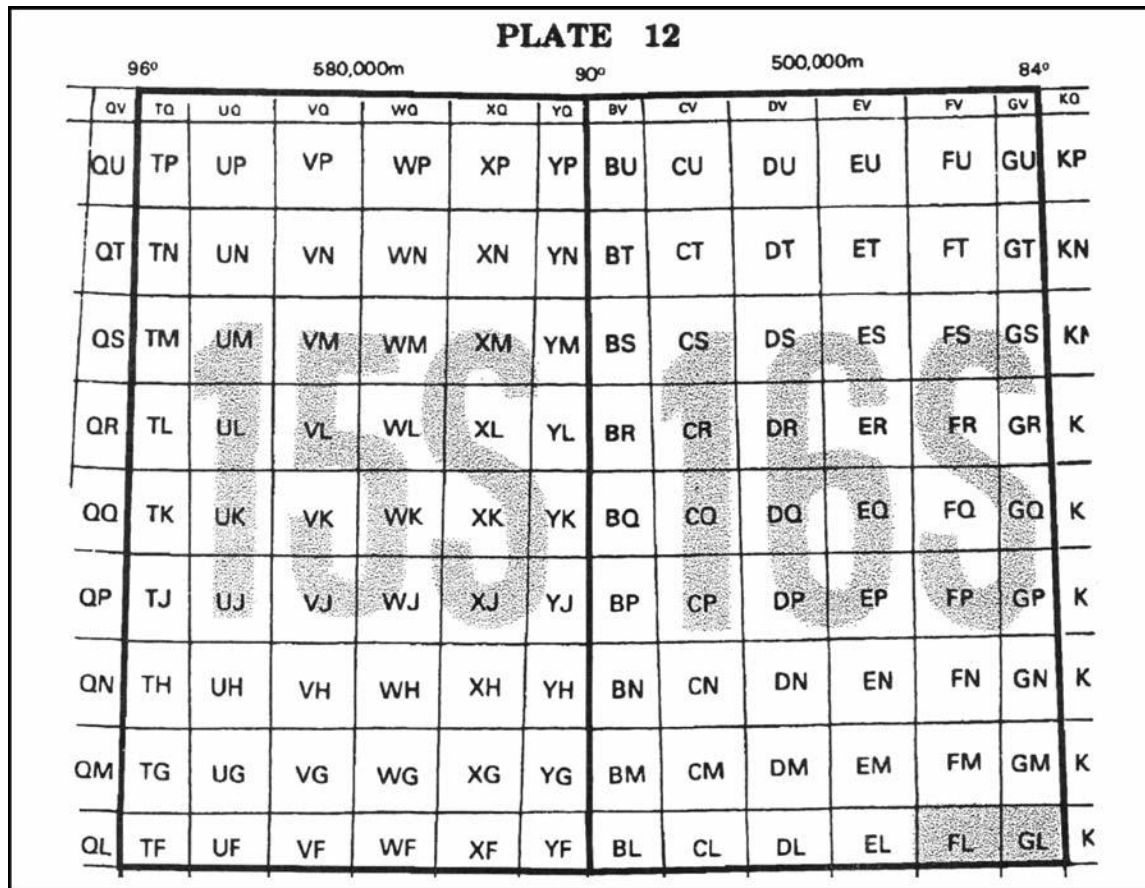 PLATE 12
96º 580,000m 90º 500,000m 84º
QV TQ UQ VQ WQ XQ YQ BV CV DV EV FV GV KQ
QU TP UP VP WP XP YP BU CU DU EU FU GU KP
QT TN UN VN WN XN YN BT CT DT ET FT GT KN
QS TM UM VM WM XM YM BS CS DS ES FS GS
15S 16S
QR TL UL VL WL XL YL BR CR DR ER FR GR K
QQ TK UK VK WK XK YK BQ CQ DQ EQ FQ GQ K
QP TJ UJ VJ WJ XJ YJ BP CP DP EP FP GP K
QN TH UH VH WH XH YH BN CN DN EN FN GN K
QM TG UG VG WG XG YG BM CM DM EM FM GM K
QL TF UF VF WF XF YF BL CL DL EL FL GL K